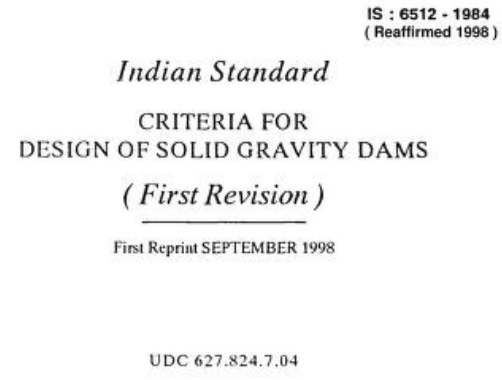 IS : 6512 - 1984
( Reaffirmed 1998 )
Indian Standard
CRITERIA FOR
DESIGN OF SOLID GRAVITY DAMS
( First Revision )
First Reprint SEPTEMBER 1998
UDC 627.824.7.04